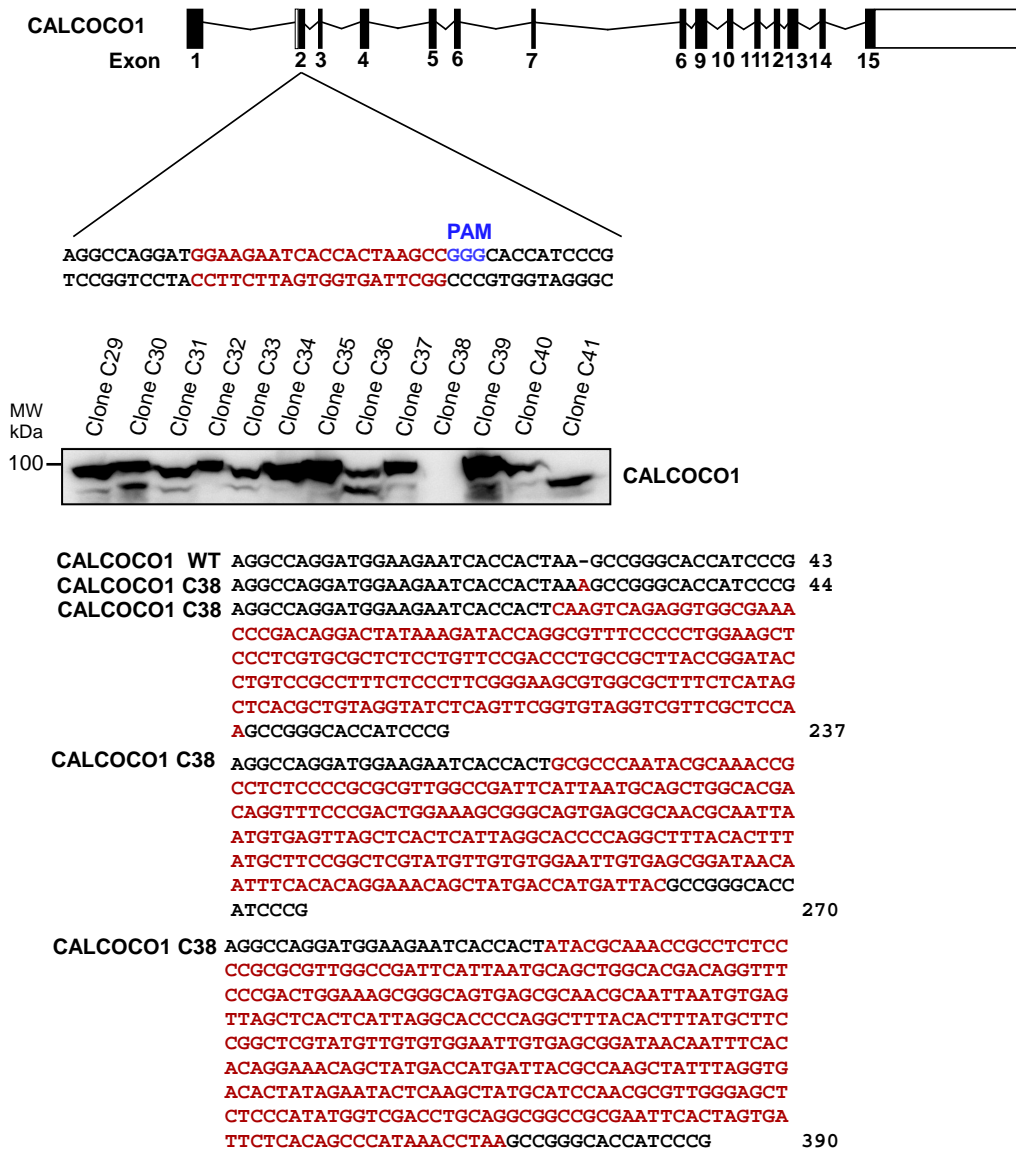 CALCOCO1
Exon 1 2 3 4 5 6 7 6 9 10 11 12 13 14 15
PAM
AGGCCAGGATGGAAGAATCACCACTAAGCCGGGCACCATCCCG
TCCGGTCCTACCTTCTTAGTGGTGATTCGGCCCGTGGTAGGGC
Clone C29 Clone C30 Clone C31 Clone C32 Clone C33 Clone C34 Clone C35 Clone C36 Clone C37 Clone C38 Clone C39 Clone C40 Clone C41
MW
kDa
100
CALCOCO1
CALCOCO1 WT AGGCCAGGATGGAAGAATCACCACTAA-GCCGGGCACCATCCCG 43
CALCOCO1 C38 AGGCCAGGATGGAAGAATCACCACTAAAGCCGGGCACCATCCCG 44
CALCOCO1 C38 AGGCCAGGATGGAAGAATCACCACTCAAGTCAGAGGTGGCGAAA
CCCGACAGGACTATAAAGATACCAGGCGTTTCCCCCTGGAAGCT
CCCTCGTGCGCTCTCCTGTTCCGACCCTGCCGCTTACCGGATAC
CTGTCCGCCTTTCTCCCTTCGGGAAGCGTGGCGCTTTCTCATAG
CTCACGCTGTAGGTATCTCAGTTCGGTGTAGGTCGTTCGCTCCA
AGCCGGGCACCATCCCG 237
CALCOCO1 C38 AGGCCAGGATGGAAGAATCACCACTGCGCCCAATACGCAAACCG
CCTCTCCCCGCGCGTTGGCCGATTCATTAATGCAGCTGGCACGA
CAGGTTTCCCGACTGGAAAGCGGGCAGTGAGCGCAACGCAATTA
ATGTGAGTTAGCTCACTCATTAGGCACCCCAGGCTTTACACTTT
ATGCTTCCGGCTCGTATGTTGTGTGGAATTGTGAGCGGATAACA
ATTTCACACAGGAAACAGCTATGACCATGATTACGCCGGGCACC
ATCCCG 270
CALCOCO1 C38 AGGCCAGGATGGAAGAATCACCACTATACGCAAACCGCCTCTCC
CCGCGCGTTGGCCGATTCATTAATGCAGCTGGCACGACAGGTTT
CCCGACTGGAAAGCGGGCAGTGAGCGCAACGCAATTAATGTGAG
TTAGCTCACTCATTAGGCACCCCAGGCTTTACACTTTATGCTTC
CGGCTCGTATGTTGTGTGGAATTGTGAGCGGATAACAATTTCAC
ACAGGAAACAGCTATGACCATGATTACGCCAAGCTATTTAGGTG
ACACTATAGAATACTCAAGCTATGCATCCAACGCGTTGGGAGCT
CTCCCATATGGTCGACCTGCAGGCGGCCGCGAATTCACTAGTGA
TTCTCACAGCCCATAAACCTAAGCCGGGCACCATCCCG 390